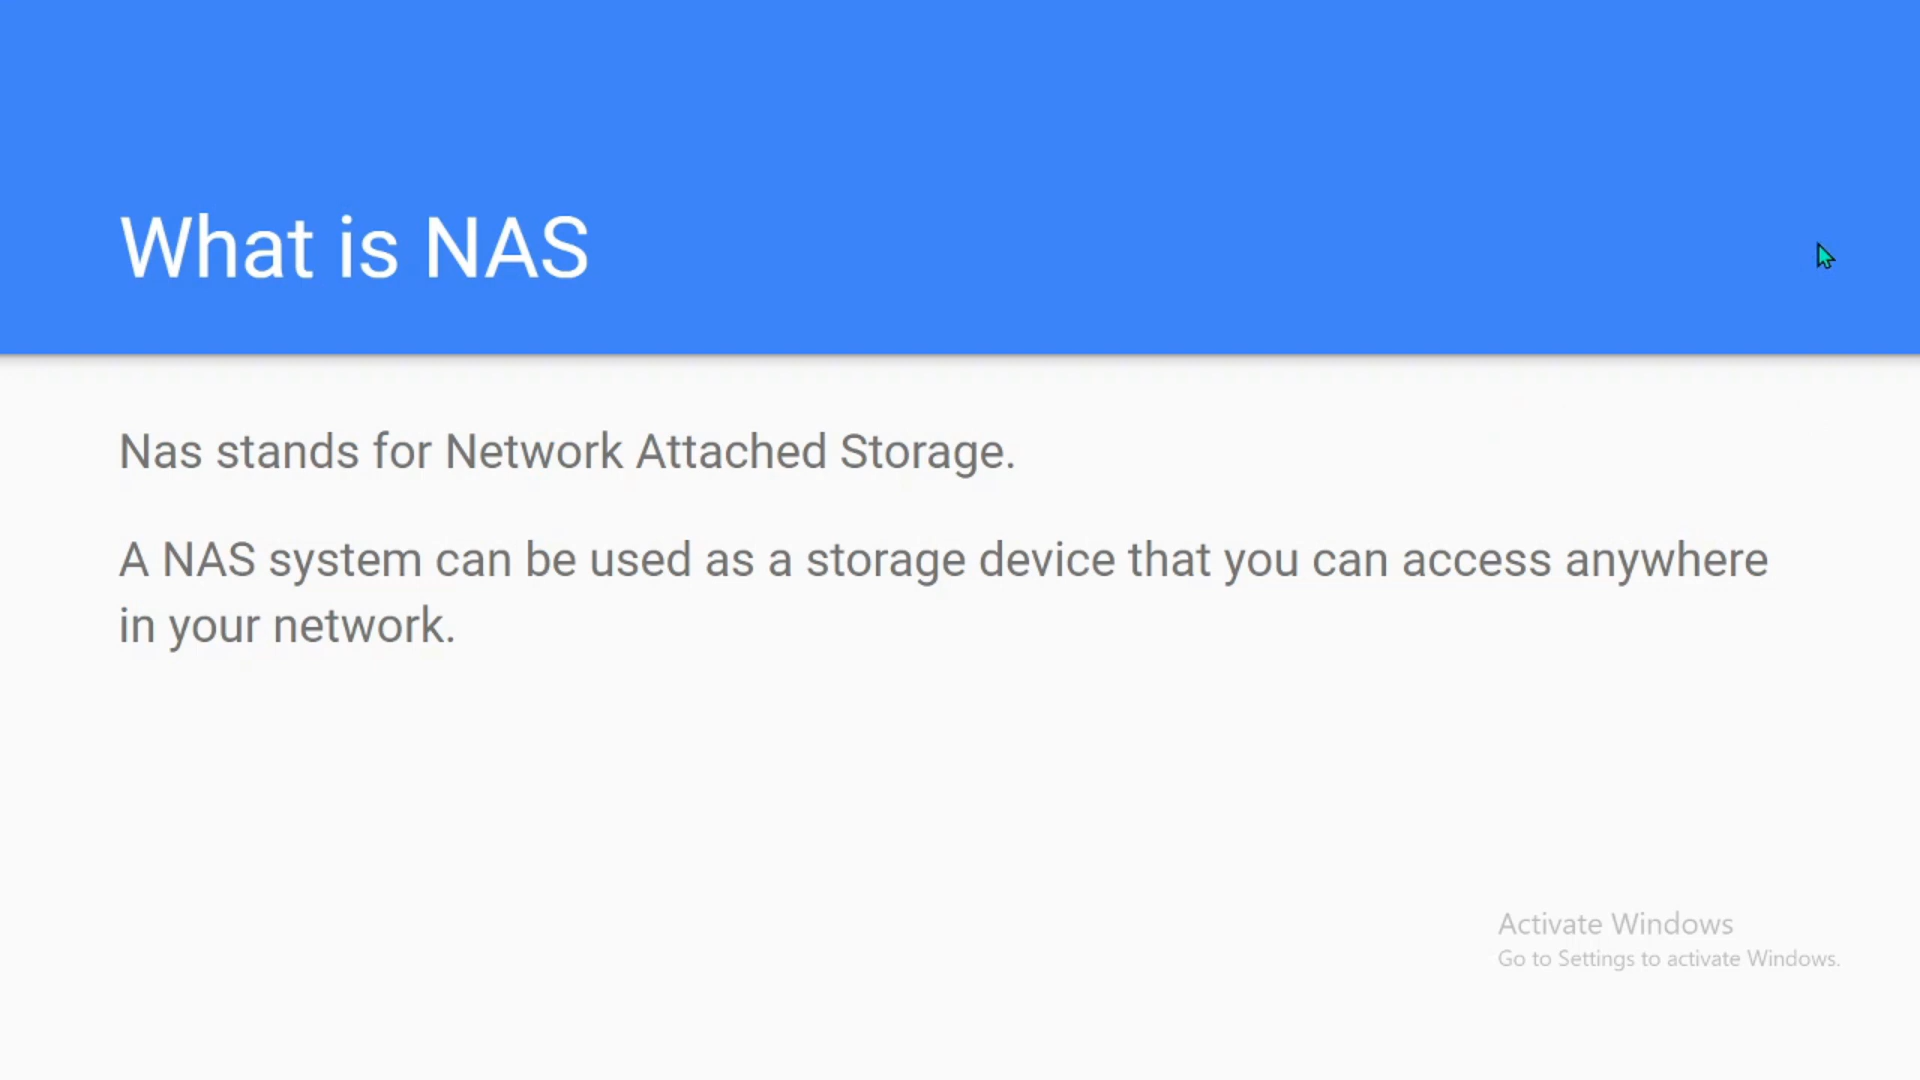 What is NAS
Nas stands for Network Attached Storage.
A NAS system can be used as a storage device that you can access anywhere
in your network.
Activate Windows
Go to Settings to activate Windows.